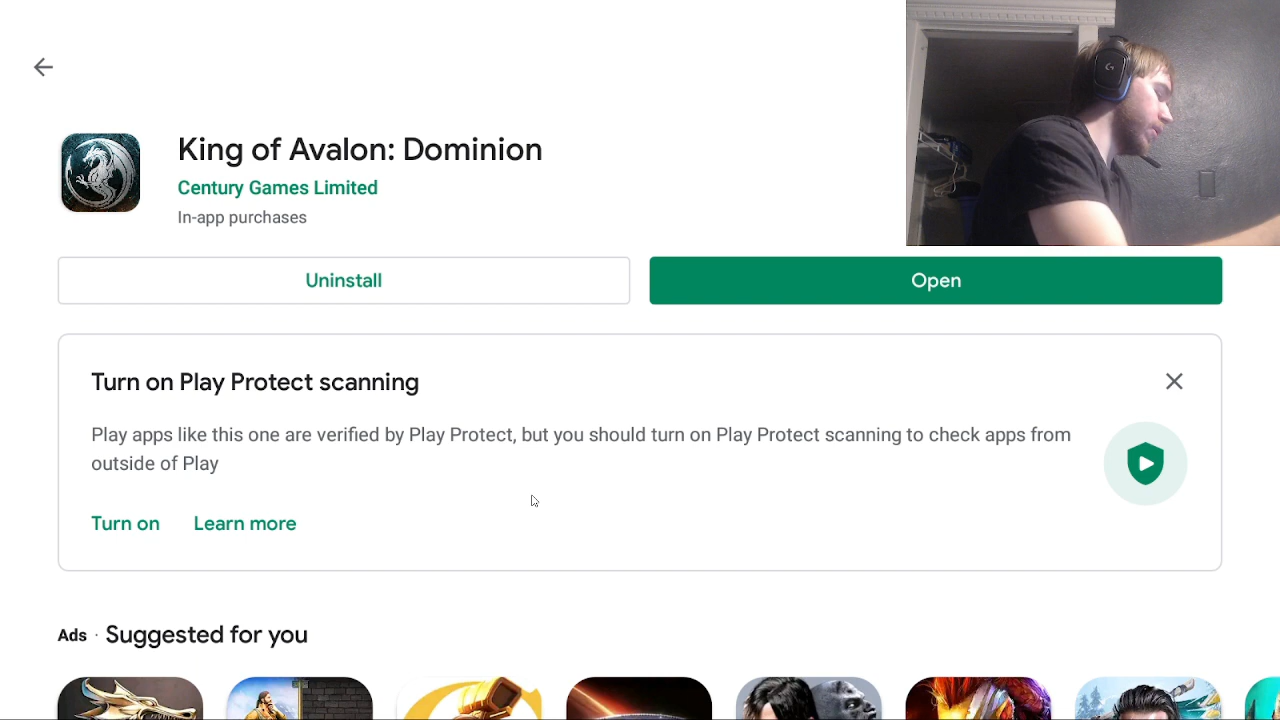 King of Avalon: Dominion
Century Games Limited
In-app purchases
Uninstall
Open
Turn on Play Protect scanning
Play apps like this one are verified by Play Protect, but you should turn on Play Protect scanning to check apps from
outside of Play
Turn on
Learn more
Ads · Suggested for you